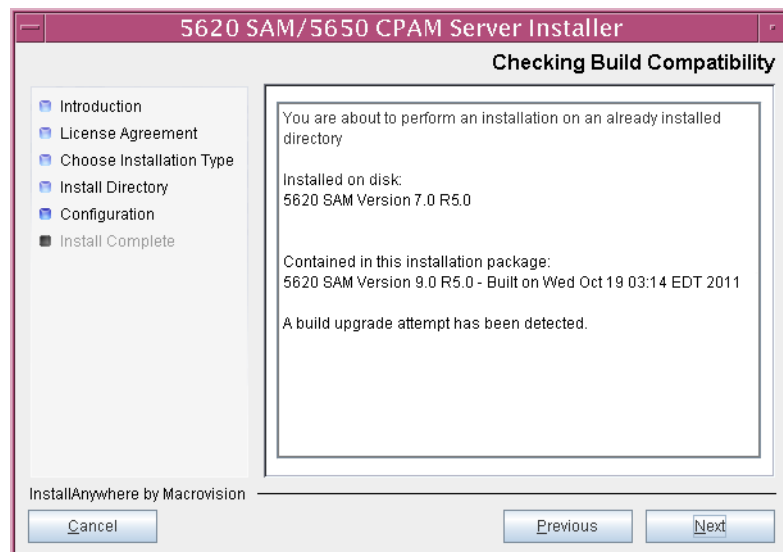 5620 SAM/5650 CPAM Server Installer
Checking Build Compatibility
Introduction
License Agreement
Choose Installation Type
Install Directory
Configuration
Install Complete
You are about to perform an installation on an already installed
directory
Installed on disk:
5620 SAM Version 7.0 R5.0
Contained in this installation package:
5620 SAM Version 9.0 R5.0 - Built on Wed Oct 19 03:14 EDT 2011
A build upgrade attempt has been detected.
InstallAnywhere by Macrovision
Cancel
Previous
Next